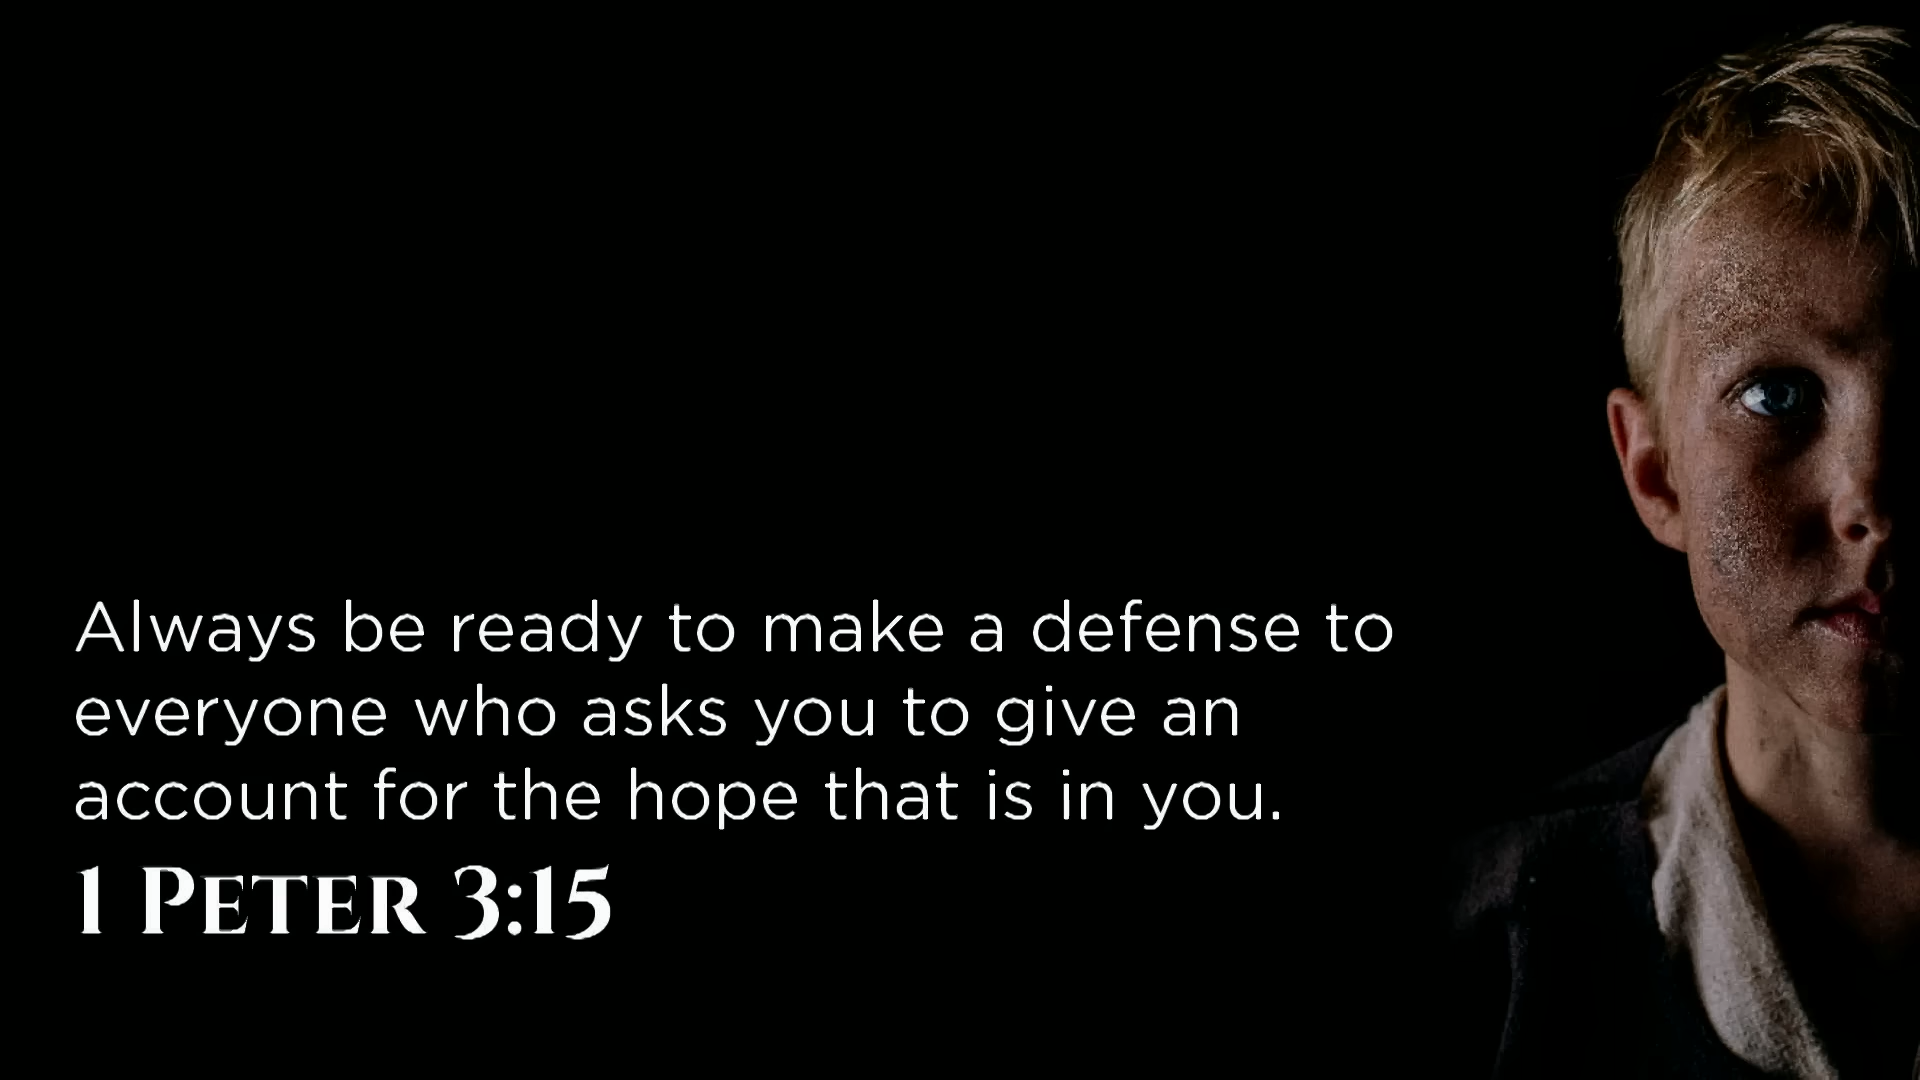 Always be ready to make a defense to
everyone who asks you to give an
account for the hope that is in you.
1 Peter 3:15